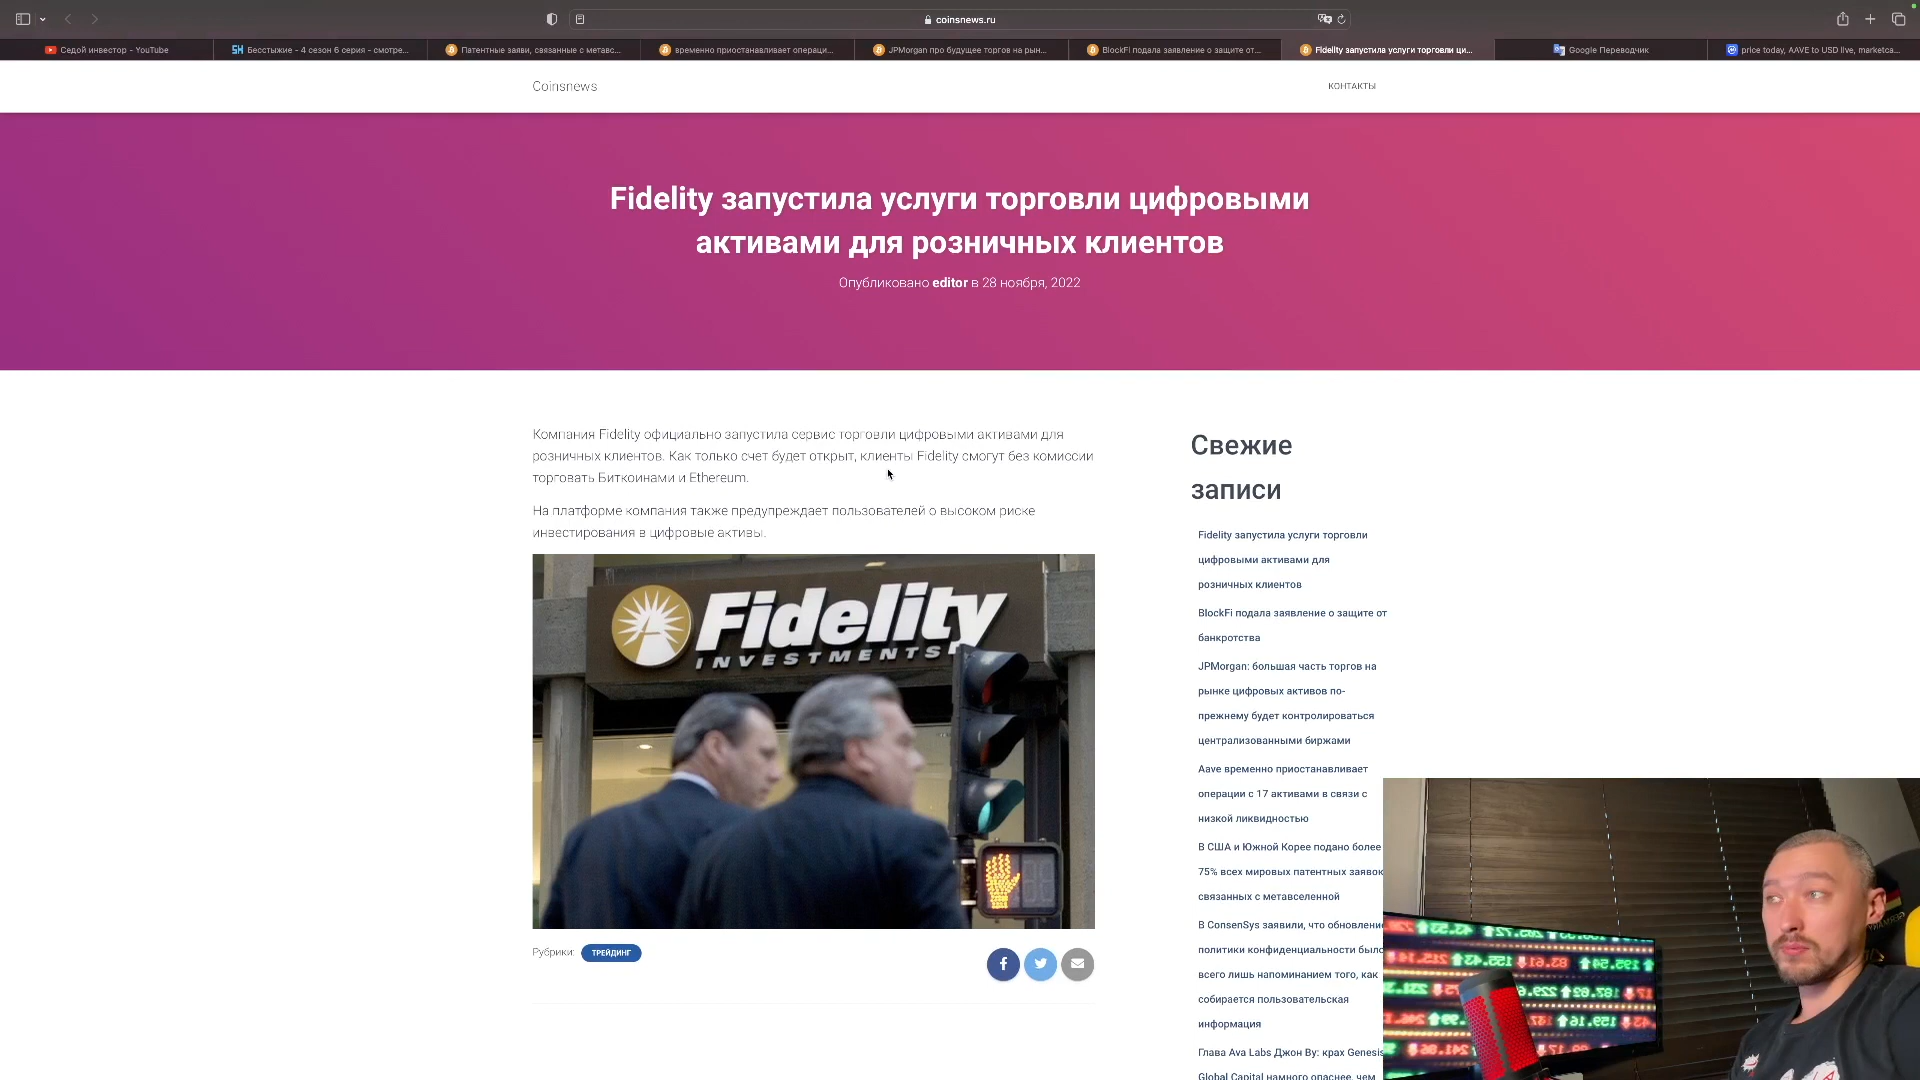 coinsnews.ru
Седой инвестор - YouTube
SH Бесстыжие - 4 сезон 6 серия - смотре...
Патентные заяви, связанные с метавс...
временно приостанавливает операци...
JPMorgan про будущее торгов на рын...
BlockFi подала заявление о защите от...
Fidelity запустила услуги торговли ци...
Google Переводчик
price today, AAVE to USD live, marketca...
Coinsnews
КОНТАКТЫ
Fidelity запустила услуги торговли цифровыми
активами для розничных клиентов
Опубликовано editor в 28 ноября, 2022
Компания Fidelity официально запустила сервис торговли цифровыми активами для
розничных клиентов. Как только счет будет открыт, клиенты Fidelity смогут без комиссии
торговать Биткоинами и Ethereum.
На платформе компания также предупреждает пользователей о высоком риске
инвестирования в цифровые активы.
Fidelity
INVESTMENTS
Рубрики: ТРЕЙДИНГ
Свежие
записи
Fidelity запустила услуги торговли
цифровыми активами для
розничных клиентов
BlockFi подала заявление о защите от
банкротства
JPMorgan: большая часть торгов на
рынке цифровых активов по-
прежнему будет контролироваться
централизованными биржами
Aave временно приостанавливает
операции с 17 активами в связи с
низкой ликвидностью
В США и Южной Корее подано более
75% всех мировых патентных заявок
связанных с метавселенной
В ConsenSys заявили, что обновление
политики конфиденциальности было
всего лишь напоминанием того, как
собирается пользовательская
информация
Глава Ava Labs Джон Ву: крах Genesis
Global Capital намного опаснее, чем